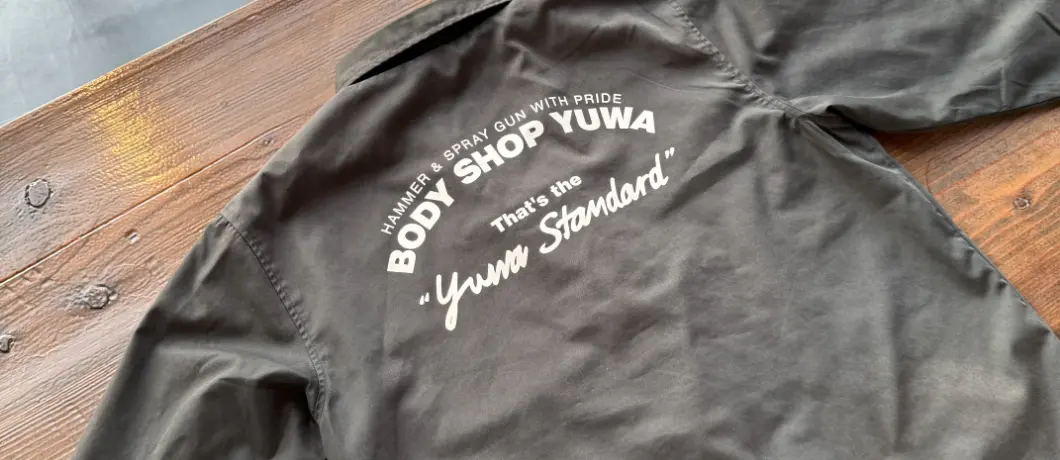 HAMMER & SPRAY GUN WITH PRIDE
BODY SHOP YUWA
That's the
"Yuwa Standard"